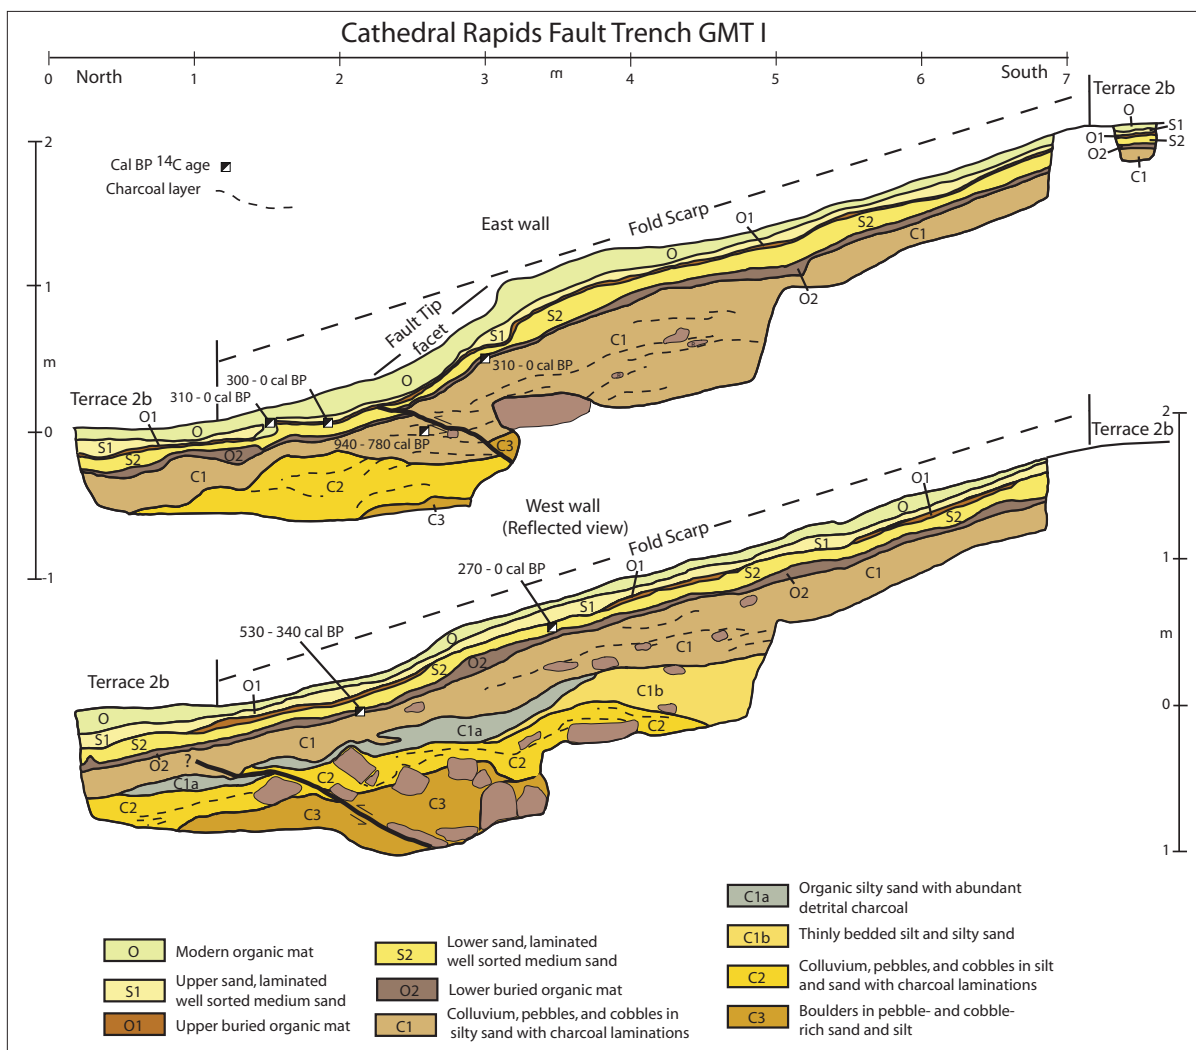 Cathedral Rapids Fault Trench GMT I
0 1 2 3 4 5 6 7
North m South
Terrace 2b
O
S1
O1
S2
O2
C1
2
1
m
0
-1
Cal BP 14C age
Charcoal layer
East wall
Fold Scarp
Fault Tip
facet
O1
S2
O
C1
O2
S1
S2
C1
310 - 0 cal BP
O
300 - 0 cal BP
310 - 0 cal BP
Terrace 2b
O1
O
S1
S2
O2
940 - 780 cal BP
C3
C1
C2
C3
West wall
(Reflected view)
Fold Scarp
2
Terrace 2b
1
m
0
1
O1
O
S2
S1
270 - 0 cal BP
O1
S2
O2
C1
S1
530 - 340 cal BP
O
O2
S2
C1
C1b
Terrace 2b
O1
O
S1
S2
O2
?
C1
C1a
C2
C1a
C2
C2
C2
C3
C3
O Modern organic mat
S1 Upper sand, laminated
well sorted medium sand
O1 Upper buried organic mat
S2 Lower sand, laminated
well sorted medium sand
O2 Lower buried organic mat
C1 Colluvium, pebbles, and cobbles in
silty sand with charcoal laminations
C1a Organic silty sand with abundant
detrital charcoal
C1b Thinly bedded silt and silty sand
C2 Colluvium, pebbles, and cobbles in silt
and sand with charcoal laminations
C3 Boulders in pebble- and cobble-
rich sand and silt